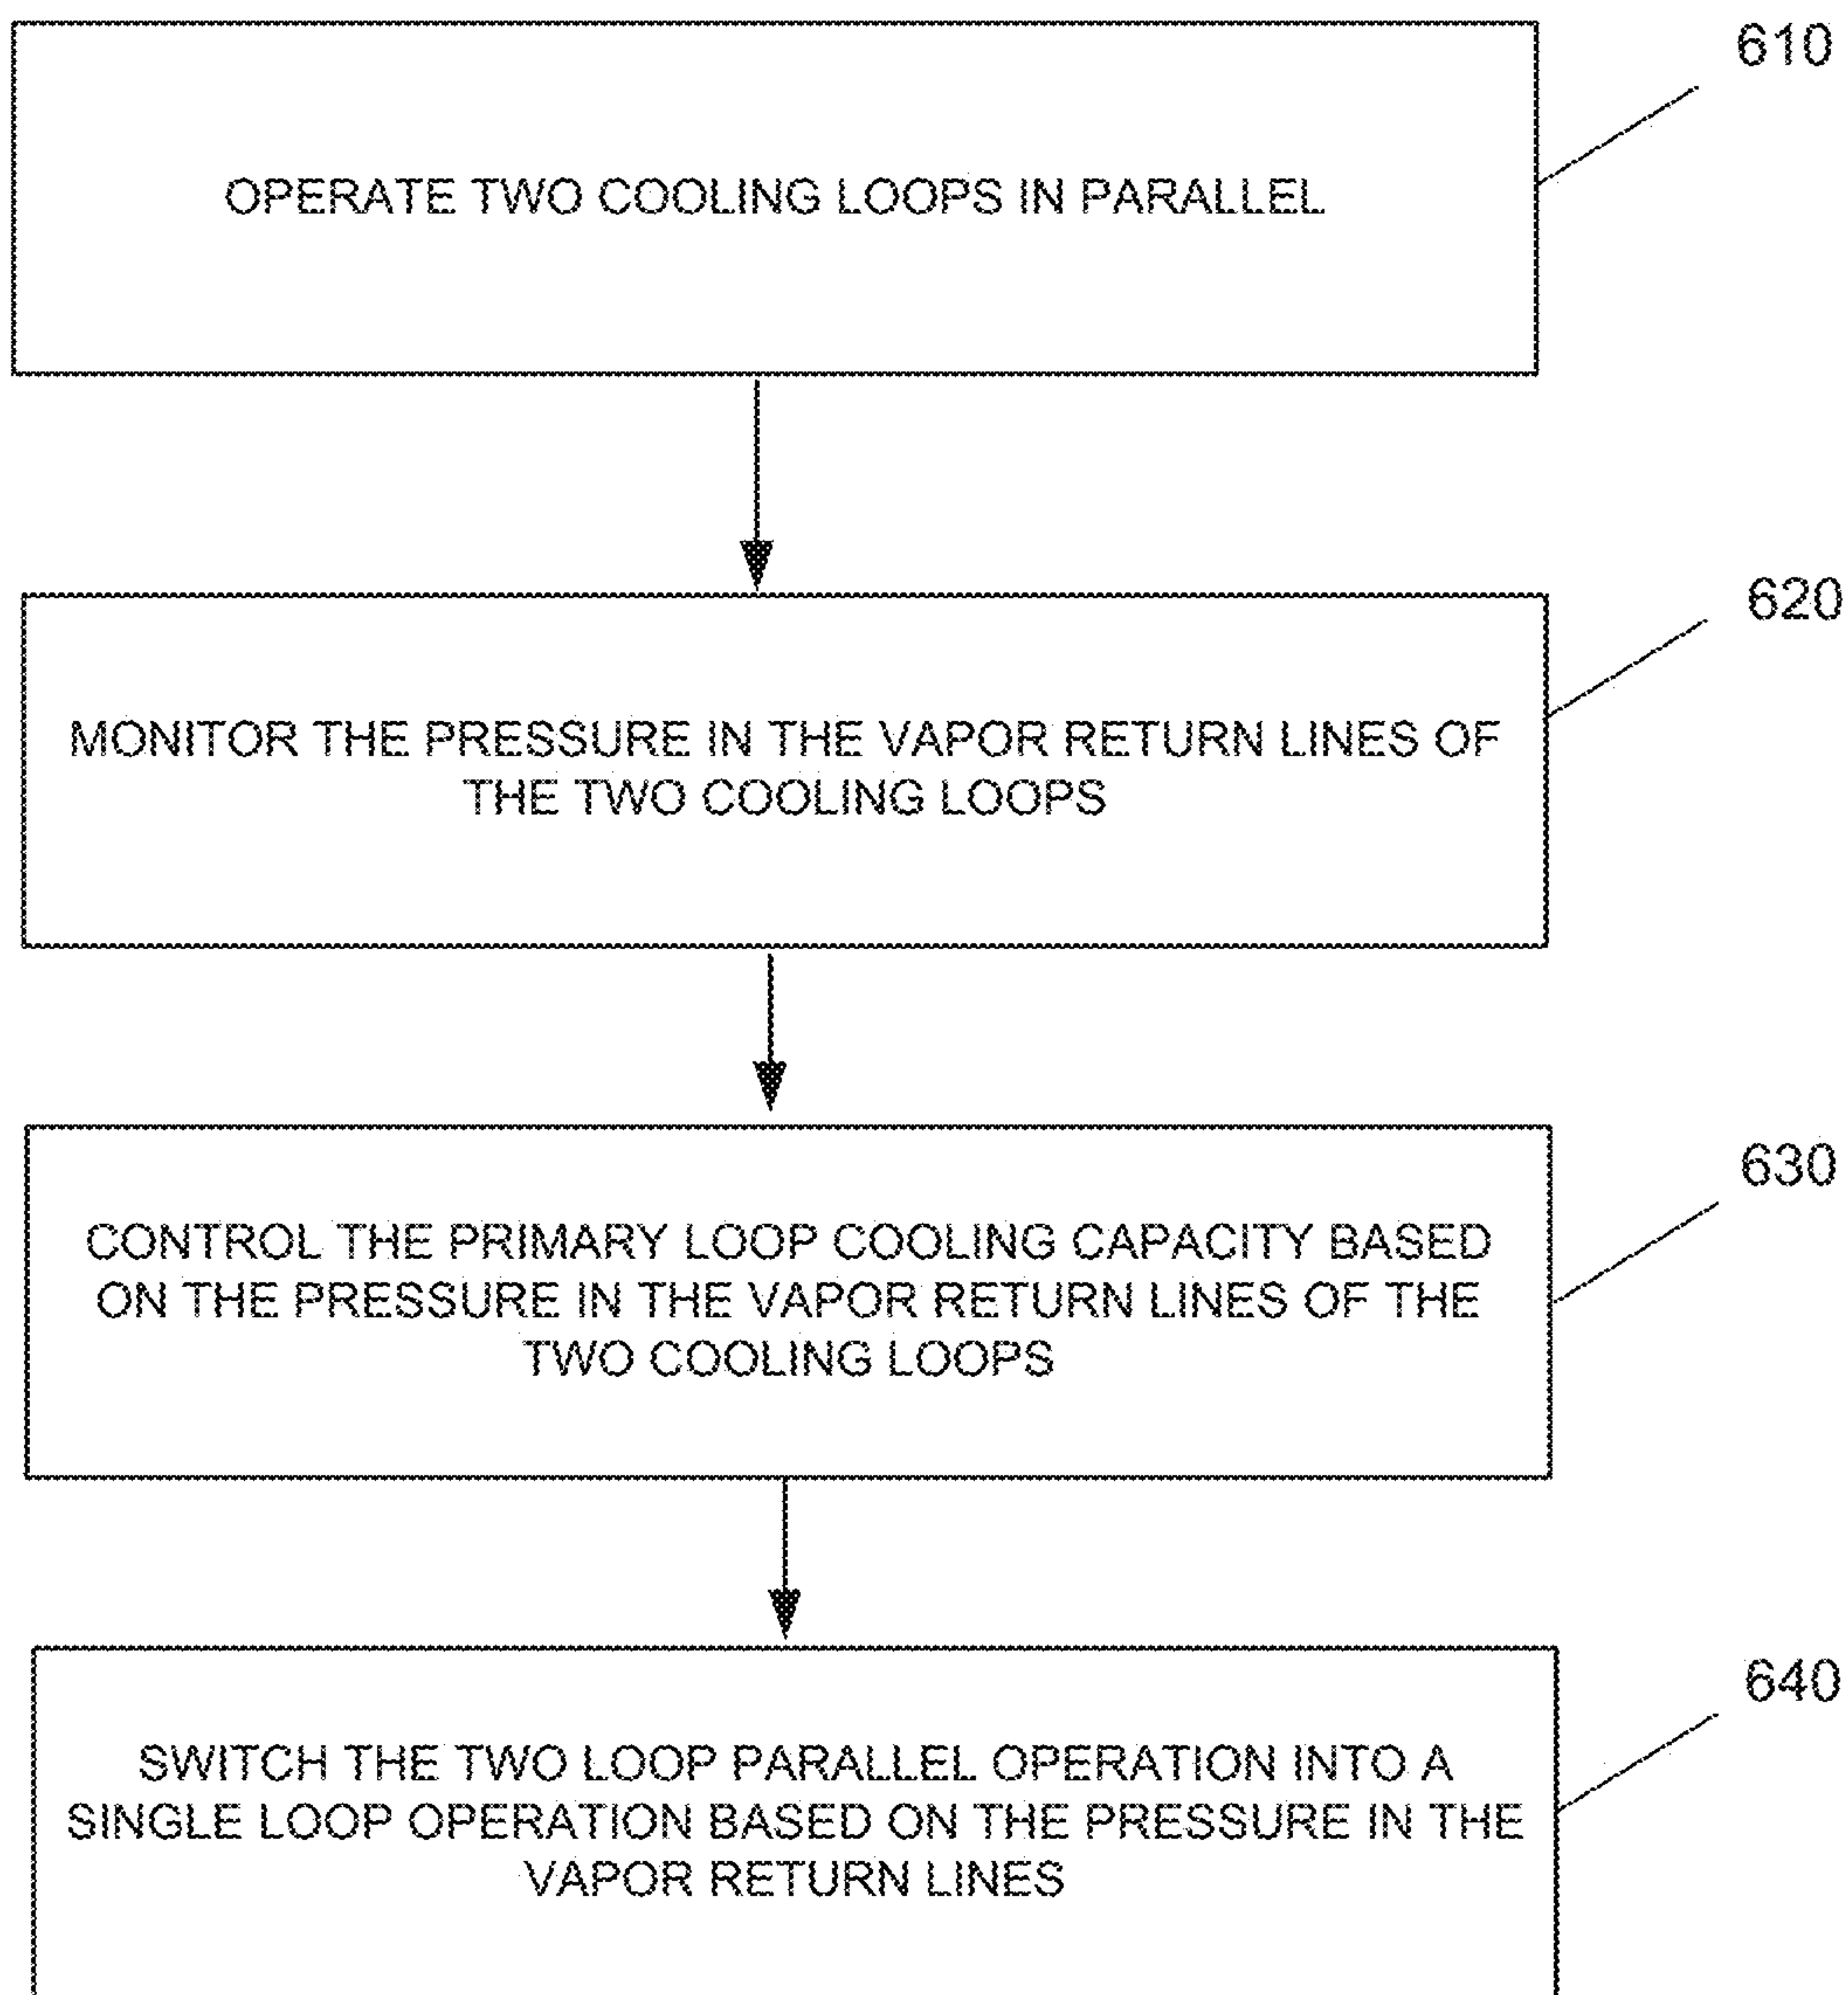 610
OPERATE TWO COOLING LOOPS IN PARALLEL
620
MONITOR THE PRESSURE IN THE VAPOR RETURN LINES OF
THE TWO COOLING LOOPS
630
CONTROL THE PRIMARY LOOP COOLING CAPACITY BASED
ON THE PRESSURE IN THE VAPOR RETURN LINES OF THE
TWO COOLING LOOPS
640
SWITCH THE TWO LOOP PARALLEL OPERATION INTO A
SINGLE LOOP OPERATION BASED ON THE PRESSURE IN THE
VAPOR RETURN LINES